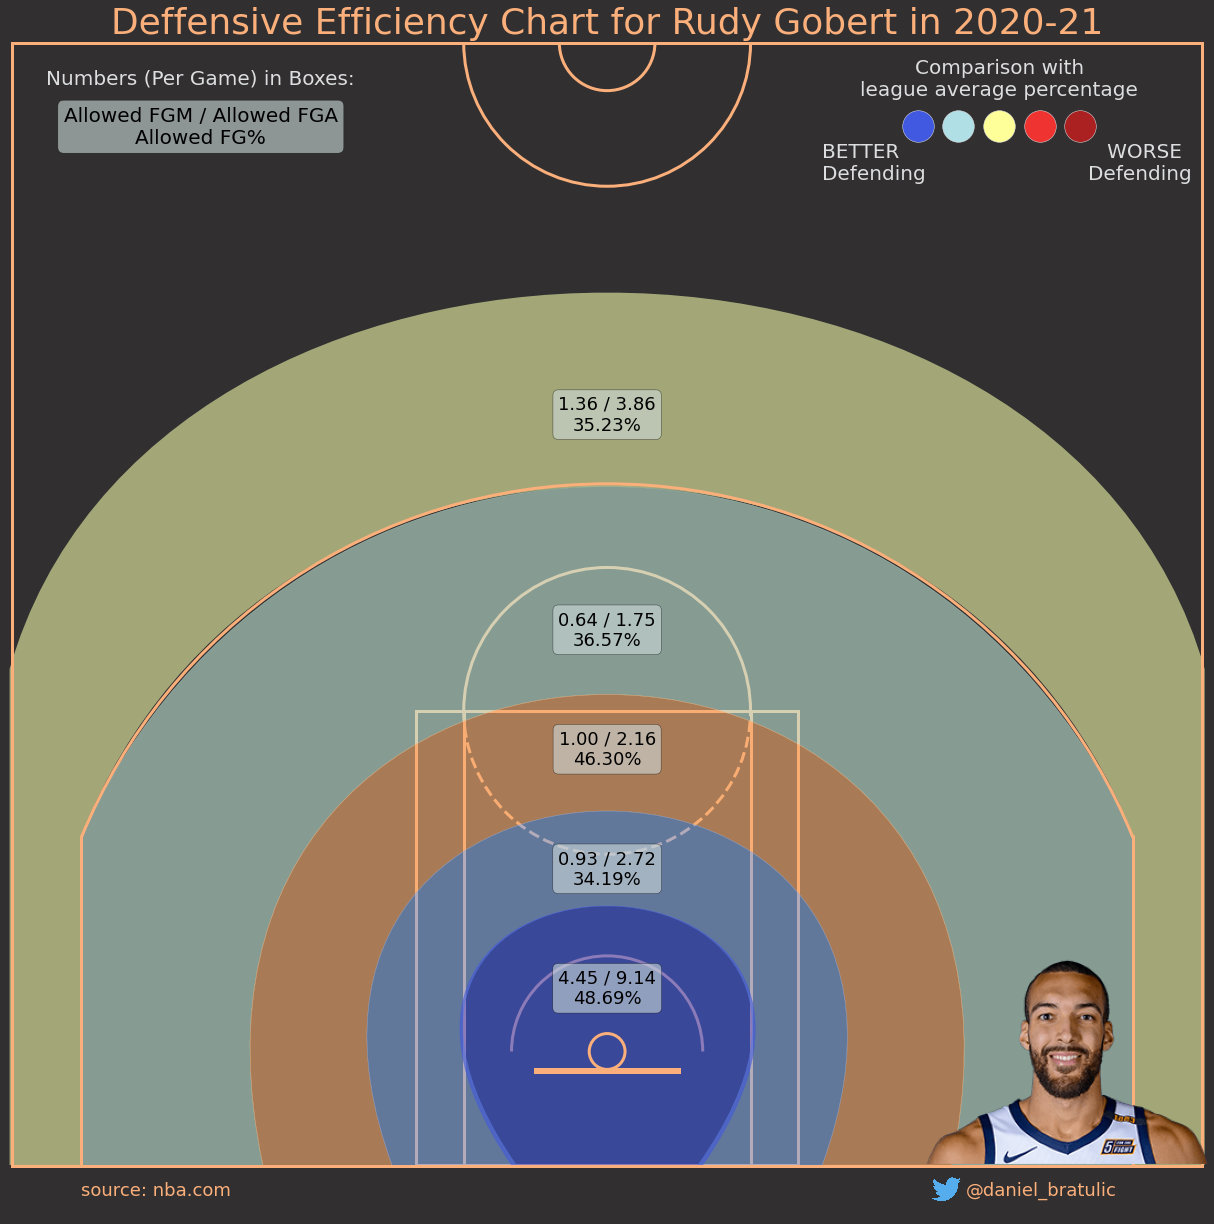 Deffensive Efficiency Chart for Rudy Gobert in 2020-21
Numbers (Per Game) in Boxes:
Allowed FGM / Allowed FGA
Allowed FG%
Comparison with
league average percentage
BETTER
Defending
WORSE
Defending
1.36 / 3.86
35.23%
0.64 / 1.75
36.57%
1.00 / 2.16
46.30%
0.93 / 2.72
34.19%
4.45 / 9.14
48.69%
5
FIGHT
source: nba.com
@daniel_bratulic